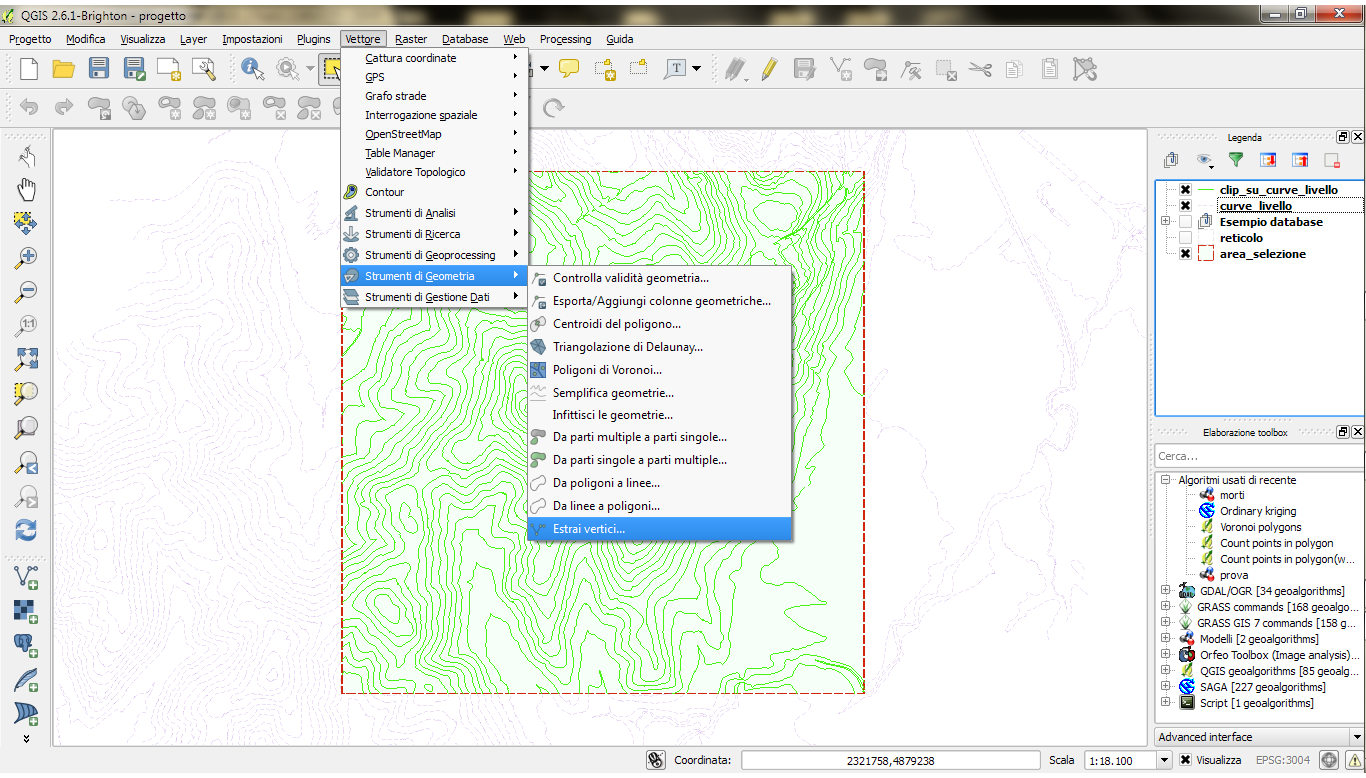 QGIS 2.6.1-Brighton - progetto
Progetto Modifica Visualizza Layer Impostazioni Plugins Vettore Raster Database Web Processing Guida
Cattura coordinate
GPS
Grafo strade
Interrogazione spaziale
OpenStreetMap
Table Manager
Validatore Topologico
Contour
Strumenti di Analisi
Strumenti di Ricerca
Strumenti di Geoprocessing
Strumenti di Geometria
Strumenti di Gestione Dati
Controlla validità geometria...
Esporta/Aggiungi colonne geometriche...
Centroidi del poligono...
Triangolazione di Delaunay...
Poligoni di Voronoi...
Semplifica geometrie...
Infittisci le geometrie...
Da parti multiple a parti singole...
Da parti singole a parti multiple...
Da poligoni a linee...
Da linee a poligoni...
Estrai vertici...
Legenda
clip_su_curve_livello
curve_livello
Esempio database
reticolo
area_selezione
Elaborazione toolbox
Cerca...
Algoritmi usati di recente
morti
Ordinary kriging
Voronoi polygons
Count points in polygon
Count points in polygon(w...
prova
GDAL/OGR [34 geoalgorithms]
GRASS commands [168 geoalgo...
GRASS GIS 7 commands [158 g...
Modelli [2 geoalgorithms]
Orfeo Toolbox (Image analysis)...
QGIS geoalgorithms [85 geoalg...
SAGA [227 geoalgorithms]
Script [1 geoalgorithms]
Advanced interface
Coordinata: 2321758,4879238 Scala 1:18.100 Visualizza EPSG:3004